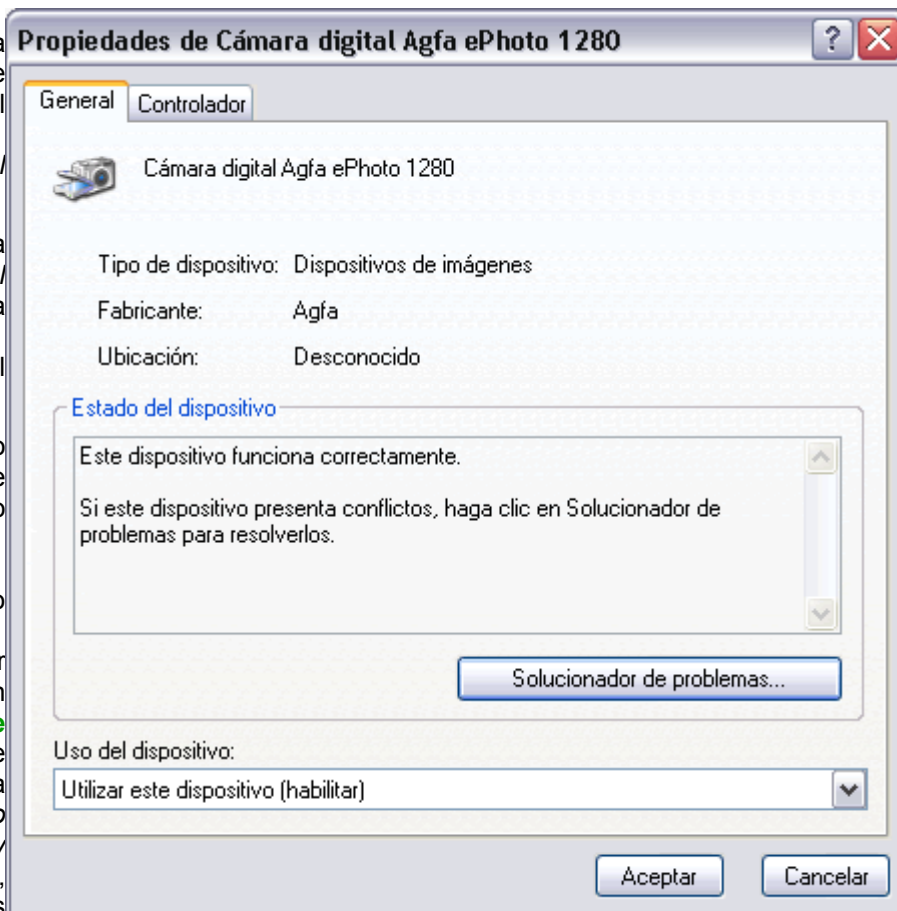 Propiedades de Cámara digital Agfa ePhoto 1280
General Controlador
Cámara digital Agfa ePhoto 1280
Tipo de dispositivo: Dispositivos de imágenes
Fabricante: Agfa
Ubicación: Desconocido
Estado del dispositivo
Este dispositivo funciona correctamente.
Si este dispositivo presenta conflictos, haga clic en Solucionador de
problemas para resolverlos.
Solucionador de problemas...
Uso del dispositivo:
Utilizar este dispositivo (habilitar)
Aceptar Cancelar